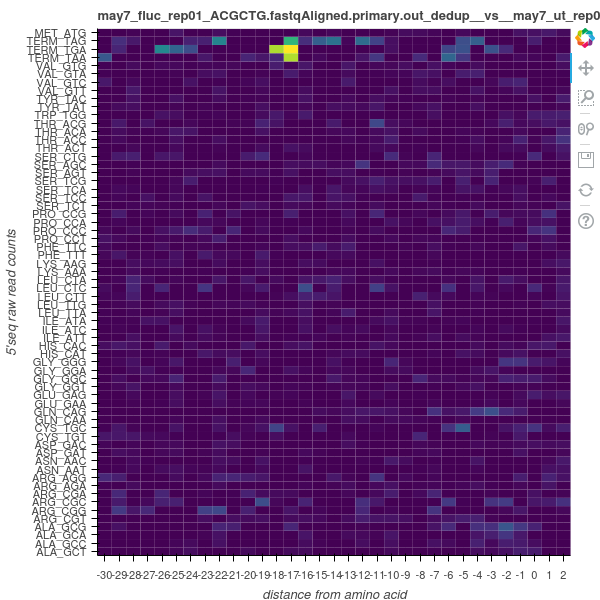 may7_fluc_rep01_ACGCTG.fastqAligned.primary.out_dedup__vs__may7_ut_rep0
MET_ATG
TERM_TAG
TERM_TGA
TERM_TAA
VAL_GTG
VAL_GTA
VAL_GTC
VAL_GTT
TYR_TAC
TYR_TAT
TRP_TGG
THR_ACG
THR_ACA
THR_ACC
THR_ACT
SER_CTG
SER_AGC
SER_AGT
SER_TCG
SER_TCA
SER_TCC
SER_TCT
PRO_CCG
PRO_CCA
PRO_CCC
PRO_CCT
PHE_TTC
PHE_TTT
LYS_AAG
LYS_AAA
LEU_CTA
LEU_CTC
LEU_CTT
LEU_TTG
LEU_TTA
ILE_ATA
ILE_ATC
ILE_ATT
HIS_CAC
HIS_CAT
GLY_GGG
GLY_GGA
GLY_GGC
GLY_GGT
GLU_GAG
GLU_GAA
GLN_CAG
GLN_CAA
CYS_TGC
CYS_TGT
ASP_GAC
ASP_GAT
ASN_AAC
ASN_AAT
ARG_AGG
ARG_AGA
ARG_CGA
ARG_CGC
ARG_CGG
ARG_CGT
ALA_GCG
ALA_GCA
ALA_GCC
ALA_GCT
5'seq raw read counts
-30 -29 -28 -27 -26 -25 -24 -23 -22 -21 -20 -19 -18 -17 -16 -15 -14 -13 -12 -11 -10 -9 -8 -7 -6 -5 -4 -3 -2 -1 0 1 2
distance from amino acid